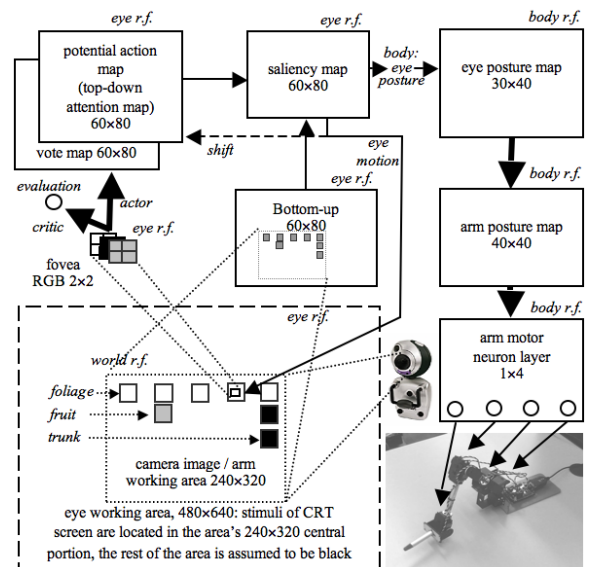 eye r.f.
potential action
map
(top-down
attention map)
60×80
vote map 60×80
eye r.f.
saliency map
60×80
body:
eye
posture
body r.f.
eye posture map
30×40
shift
eye
motion
eye r.f.
Bottom-up
60×80
body r.f.
arm posture map
40×40
evaluation
critic
actor
eye r.f.
fovea
RGB 2×2
body r.f.
arm motor
neuron layer
1×4
eye r.f.
world r.f.
foliage
fruit
trunk
camera image / arm
working area 240×320
eye working area, 480×640: stimuli of CRT
screen are located in the area's 240×320 central
portion, the rest of the area is assumed to be black